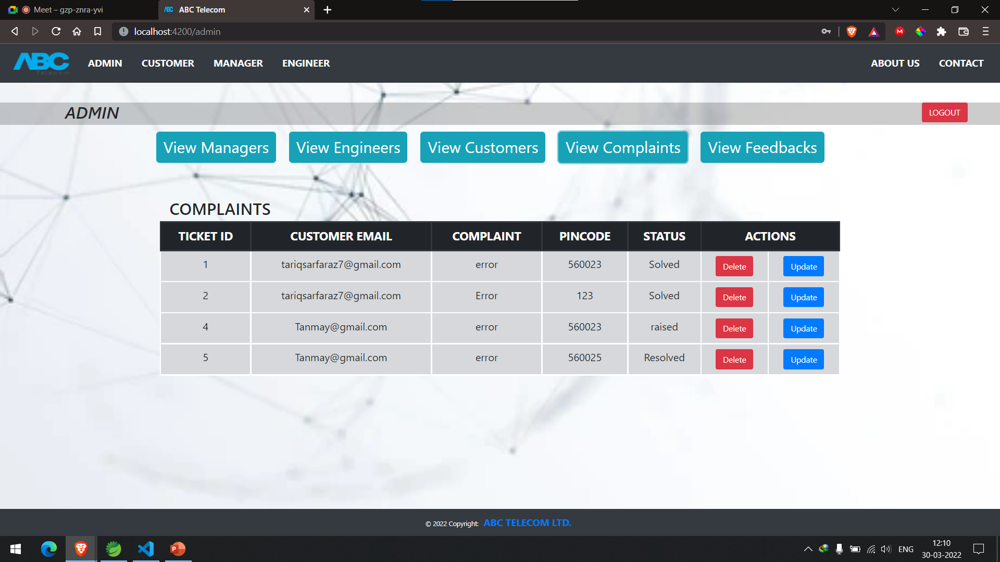 Meet – gzp-znra-yvi
ABC ABC Telecom
localhost:4200/admin
M
ABC Telecom ADMIN CUSTOMER MANAGER ENGINEER ABOUT US CONTACT
ADMIN LOGOUT
View Managers View Engineers View Customers View Complaints View Feedbacks
COMPLAINTS
TICKET ID CUSTOMER EMAIL COMPLAINT PINCODE STATUS ACTIONS
1 tariqsarfaraz7@gmail.com error 560023 Solved Delete Update
2 tariqsarfaraz7@gmail.com Error 123 Solved Delete Update
4 Tanmay@gmail.com error 560023 raised Delete Update
5 Tanmay@gmail.com error 560025 Resolved Delete Update
© 2022 Copyright: ABC TELECOM LTD.
P
ENG
12:10
30-03-2022